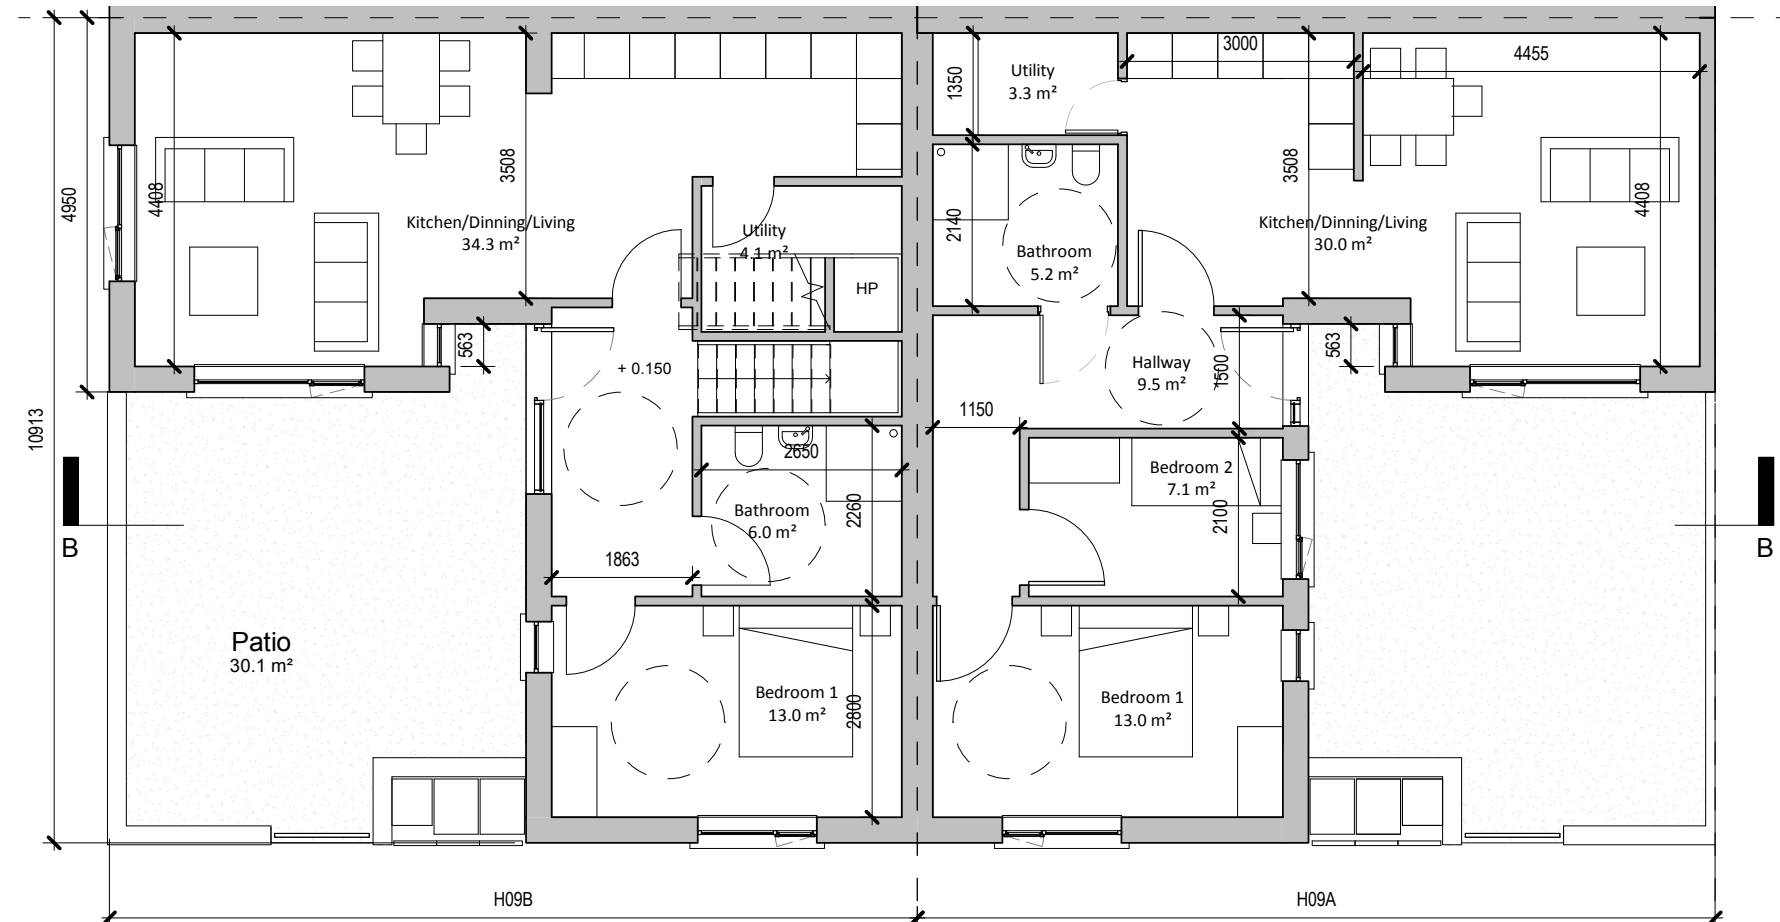 Utility
3.3 m²
3000
4455
1350
3508
3508
4950
4408
4408
2140
Kitchen/Dinning/Living
34.3 m²
Utility
4.1 m²
Bathroom
5.2 m²
Kitchen/Dinning/Living
30.0 m²
HP
563
563
+ 0.150
Hallway
9.5 m²
1500
10913
1150
2650
Bedroom 2
7.1 m²
Bathroom
6.0 m²
2260
2100
B
B
1863
Patio
30.1 m²
Bedroom 1
13.0 m²
2800
Bedroom 1
13.0 m²
H09B
H09A